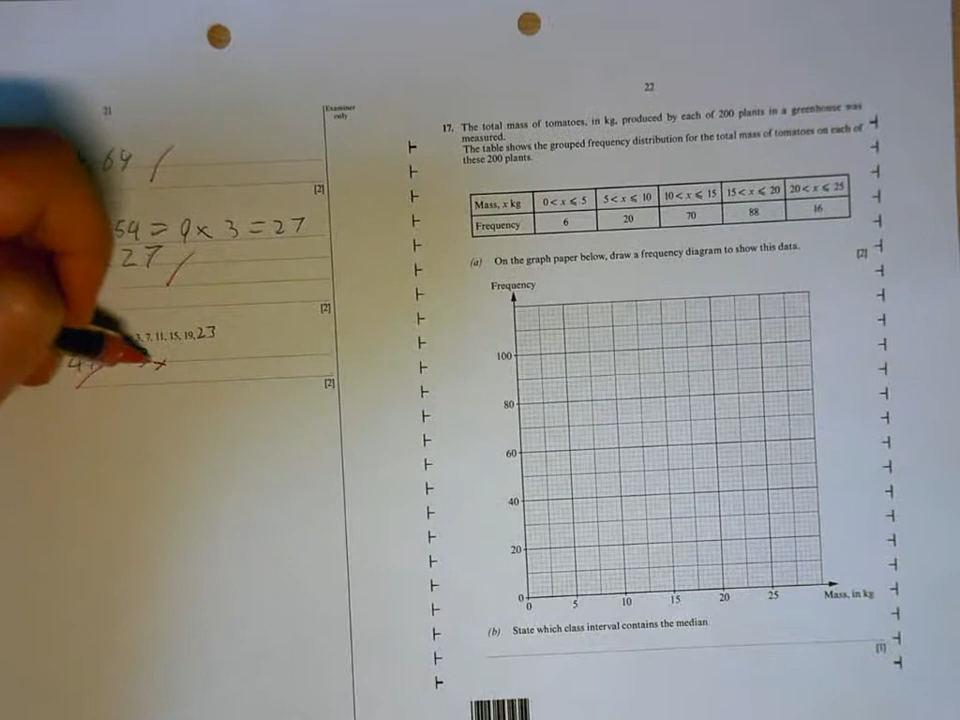 21
Examiner
only
69
[2]
54 = 9 x 3 = 27
27
[2]
3, 7, 11, 15, 19, 23
[2]
22
17. The total mass of tomatoes, in kg, produced by each of 200 plants in a greenhouse was
measured.
The table shows the grouped frequency distribution for the total mass of tomatoes on each of
these 200 plants.
Mass, x kg 0 < x ⩽ 5 5 < x ⩽ 10 10 < x ⩽ 15 15 < x ⩽ 20 20 < x ⩽ 25
Frequency 6 20 70 88 16
(a) On the graph paper below, draw a frequency diagram to show this data.
[2]
Frequency
100
80
60
40
20
0
0 5 10 15 20 25 Mass, in kg
(b) State which class interval contains the median
[1]